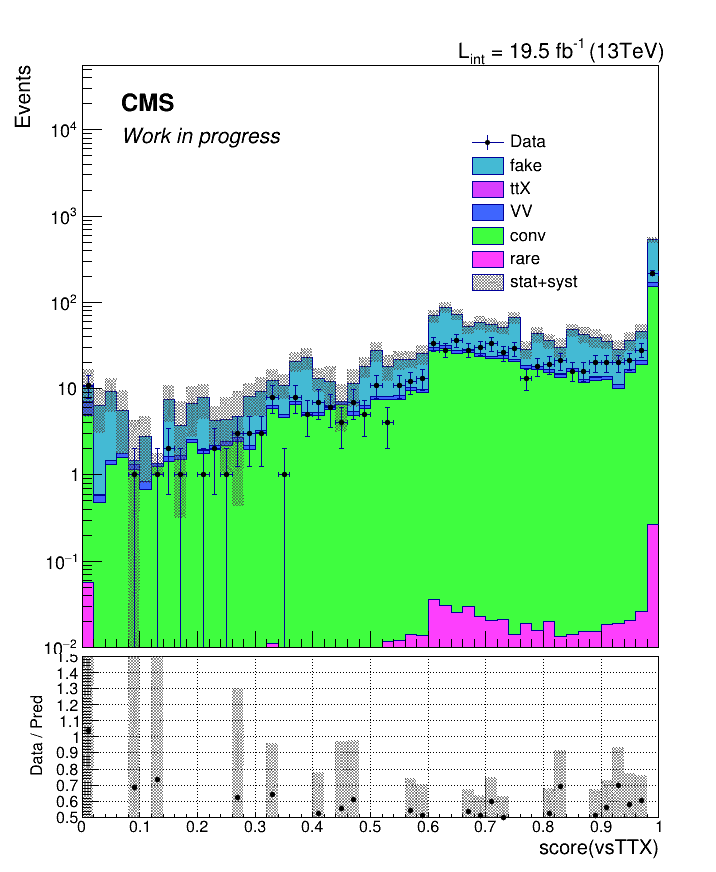 L_int = 19.5 fb^-1 (13TeV)
Events
CMS
Work in progress
Data
fake
ttX
VV
conv
rare
stat+syst
10^4
10^3
10^2
10
1
10^-1
10^-2
Data / Pred
1.5
1.4
1.3
1.2
1.1
1
0.9
0.8
0.7
0.6
0.5
0 0.1 0.2 0.3 0.4 0.5 0.6 0.7 0.8 0.9 1
score(vsTTX)